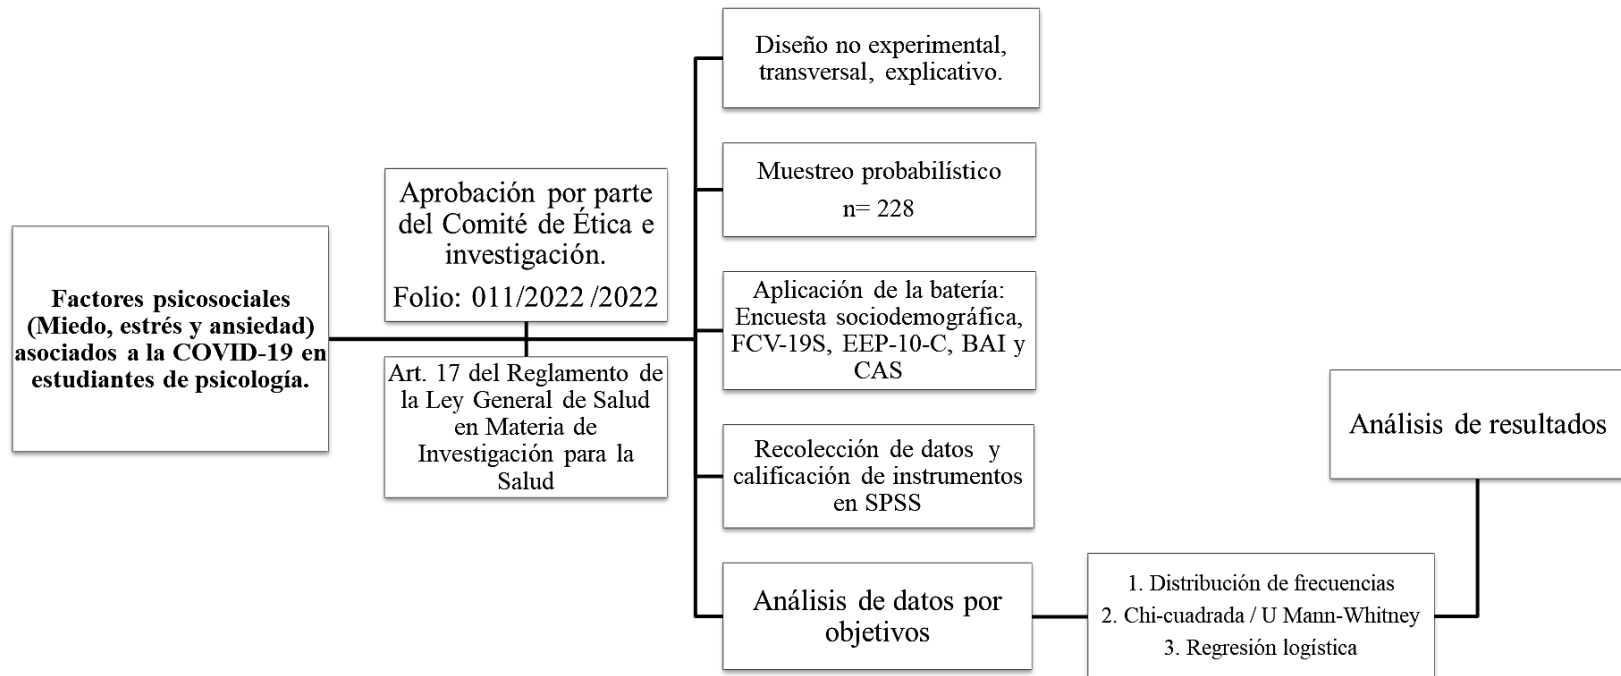 Factores psicosociales
(Miedo, estrés y ansiedad)
asociados a la COVID-19 en
estudiantes de psicología.
Aprobación por parte
del Comité de Ética e
investigación.
Folio: 011/2022 /2022
Art. 17 del Reglamento de
la Ley General de Salud
en Materia de
Investigación para la
Salud
Diseño no experimental,
transversal, explicativo.
Muestreo probabilístico
n= 228
Aplicación de la batería:
Encuesta sociodemográfica,
FCV-19S, EEP-10-C, BAI y
CAS
Recolección de datos y
calificación de instrumentos
en SPSS
Análisis de datos por
objetivos
1. Distribución de frecuencias
2. Chi-cuadrada / U Mann-Whitney
3. Regresión logística
Análisis de resultados